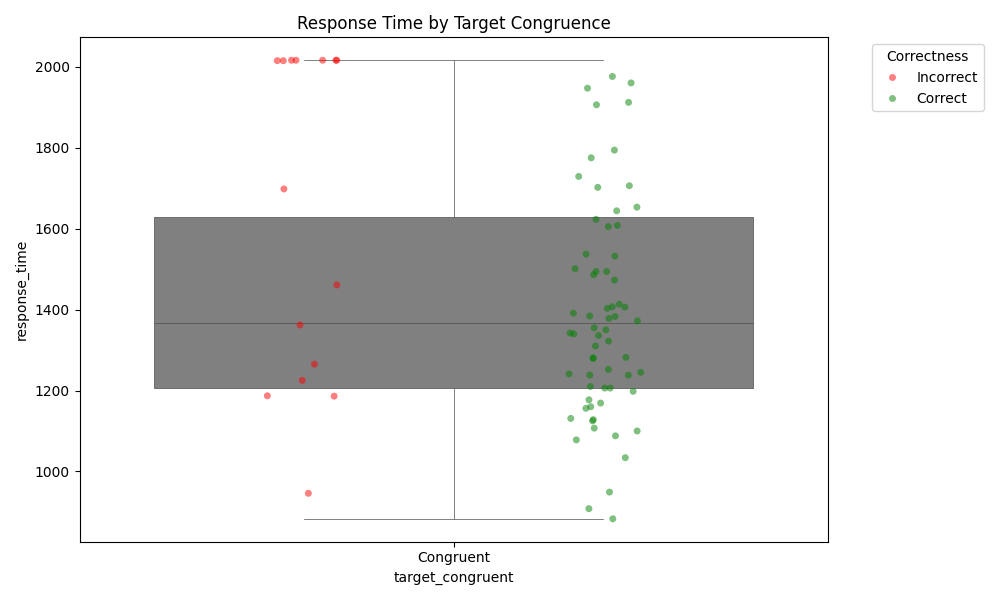 Response Time by Target Congruence
Correctness
Incorrect
Correct
2000
1800
1600
1400
1200
1000
response_time
Congruent
target_congruent